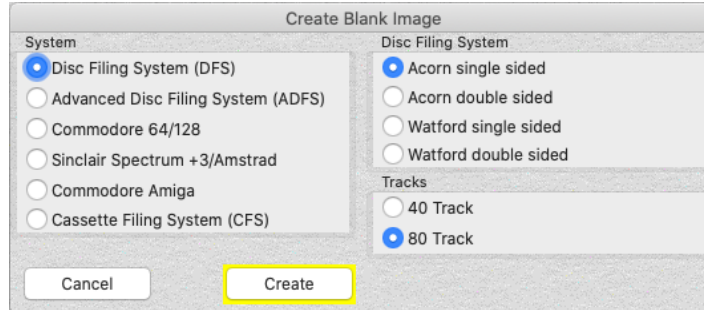 Create Blank Image
System
Disc Filing System (DFS)
Advanced Disc Filing System (ADFS)
Commodore 64/128
Sinclair Spectrum +3/Amstrad
Commodore Amiga
Cassette Filing System (CFS)
Disc Filing System
Acorn single sided
Acorn double sided
Watford single sided
Watford double sided
Tracks
40 Track
80 Track
Cancel
Create